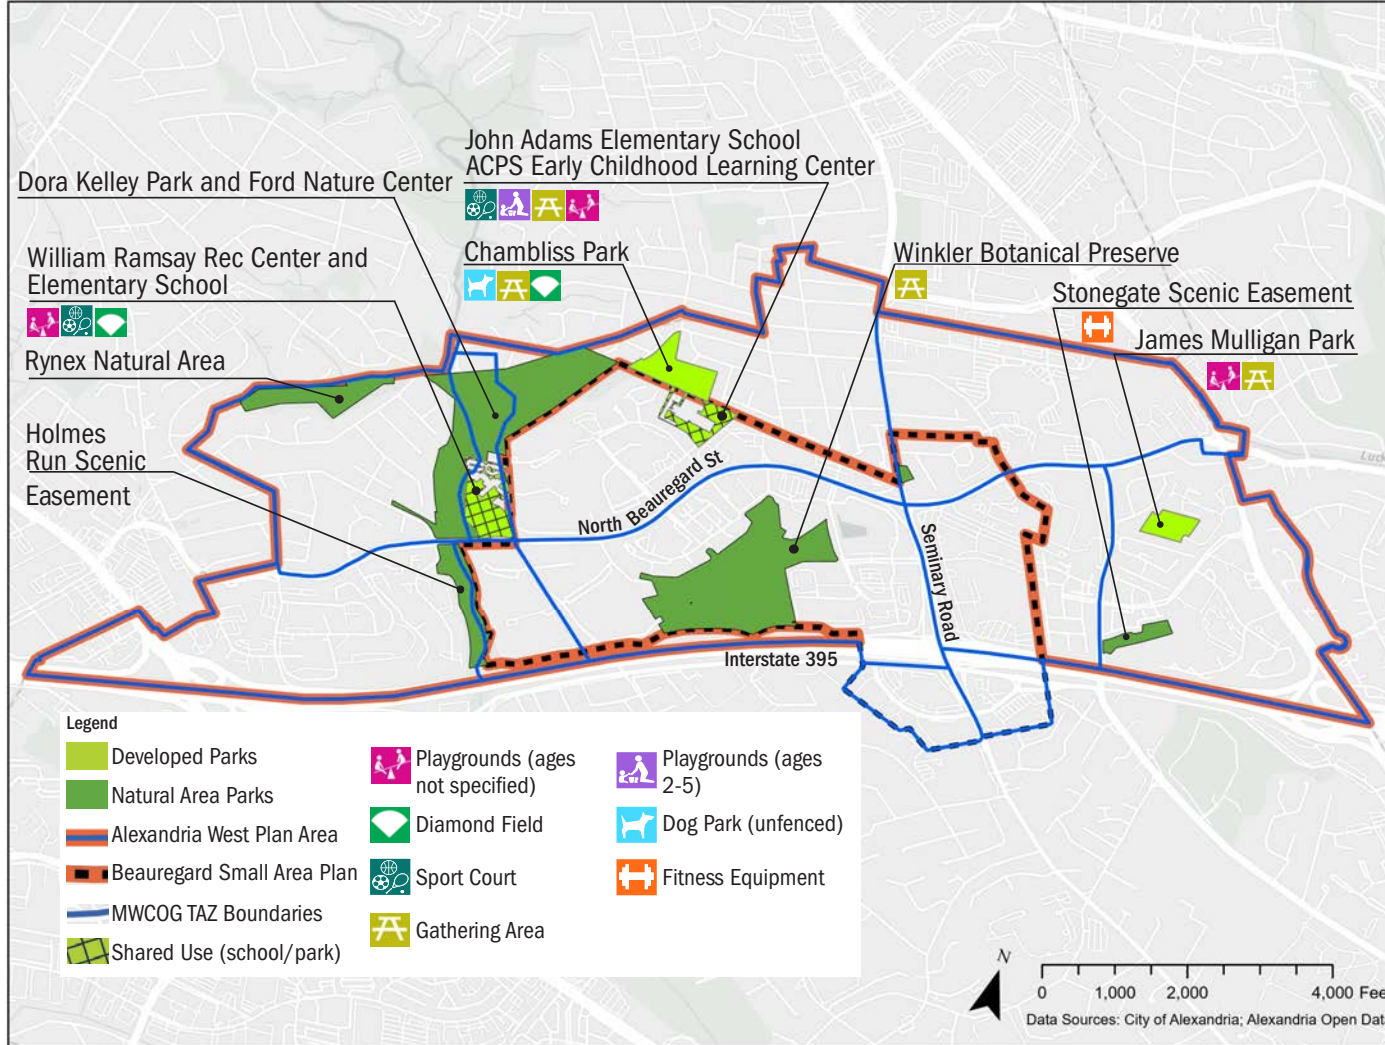 John Adams Elementary School
ACPS Early Childhood Learning Center
Dora Kelley Park and Ford Nature Center
William Ramsay Rec Center and
Elementary School
Chambliss Park
Winkler Botanical Preserve
Stonegate Scenic Easement
James Mulligan Park
Rynex Natural Area
Holmes
Run Scenic
Easement
North Beauregard St
Seminary Road
Interstate 395
Legend
Developed Parks
Natural Area Parks
Alexandria West Plan Area
Beauregard Small Area Plan
MWCOG TAZ Boundaries
Shared Use (school/park)
Playgrounds (ages
not specified)
Diamond Field
Sport Court
Gathering Area
Playgrounds (ages
2-5)
Dog Park (unfenced)
Fitness Equipment
N
0 1,000 2,000 4,000 Fee
Data Sources: City of Alexandria; Alexandria Open Dat